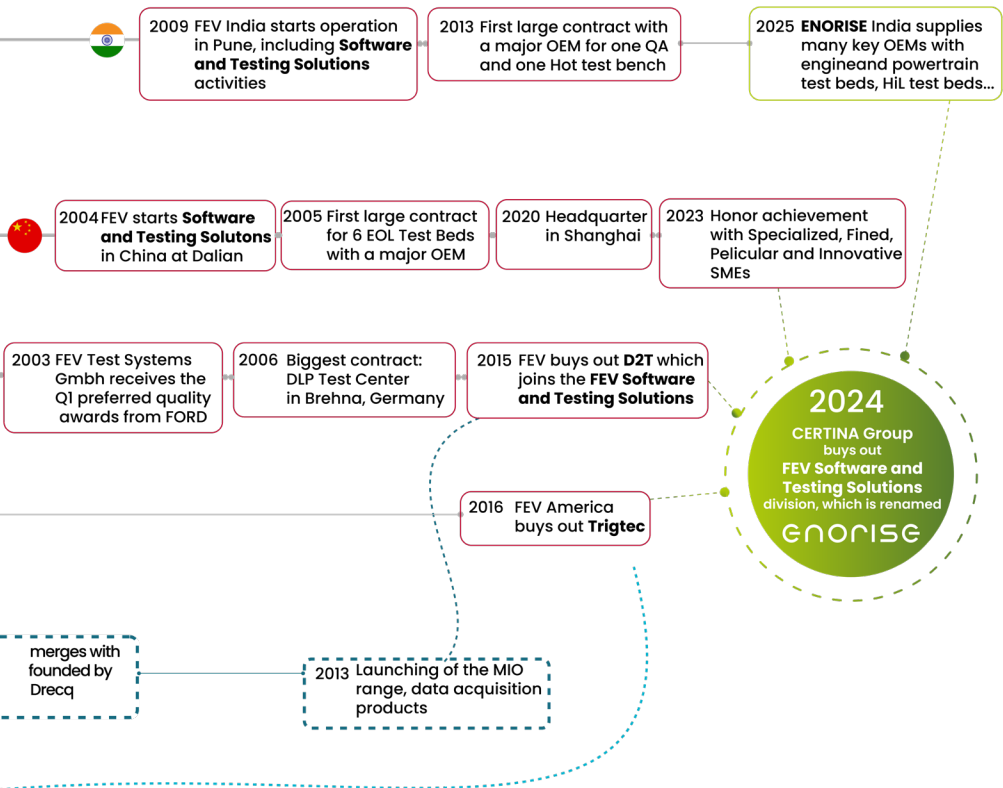 2009 FEV India starts operation
in Pune, including Software
and Testing Solutions
activities
2013 First large contract with
a major OEM for one QA
and one Hot test bench
2025 ENORISE India supplies
many key OEMs with
engineand powertrain
test beds, HiL test beds...
2004 FEV starts Software
and Testing Solutons
in China at Dalian
2005 First large contract
for 6 EOL Test Beds
with a major OEM
2020 Headquarter
in Shanghai
2023 Honor achievement
with Specialized, Fined,
Pelicular and Innovative
SMEs
2003 FEV Test Systems
Gmbh receives the
Q1 preferred quality
awards from FORD
2006 Biggest contract:
DLP Test Center
in Brehna, Germany
2015 FEV buys out D2T which
joins the FEV Software
and Testing Solutions
2024
CERTINA Group
buys out
FEV Software and
Testing Solutions
division, which is renamed
enorise
2016 FEV America
buys out Trigtec
merges with
founded by
Drecq
2013 Launching of the MIO
range, data acquisition
products